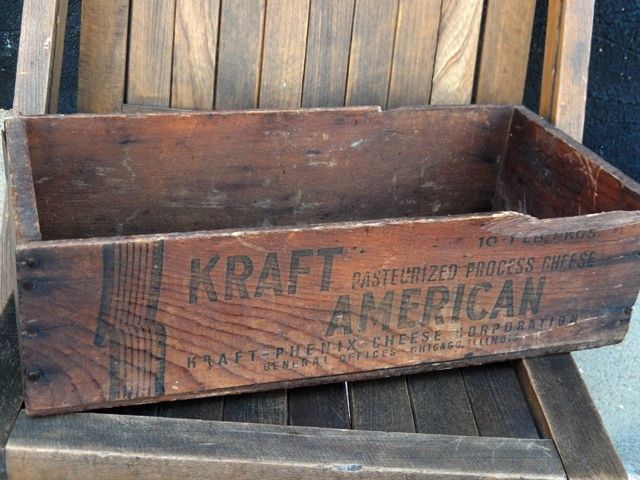 KRAFT
PASTEURIZED PROCESS CHEESE
AMERICAN
KRAFT-PHENIX-CHEESE CORPORATION
GENERAL OFFICES-CHICAGO, ILLINOIS